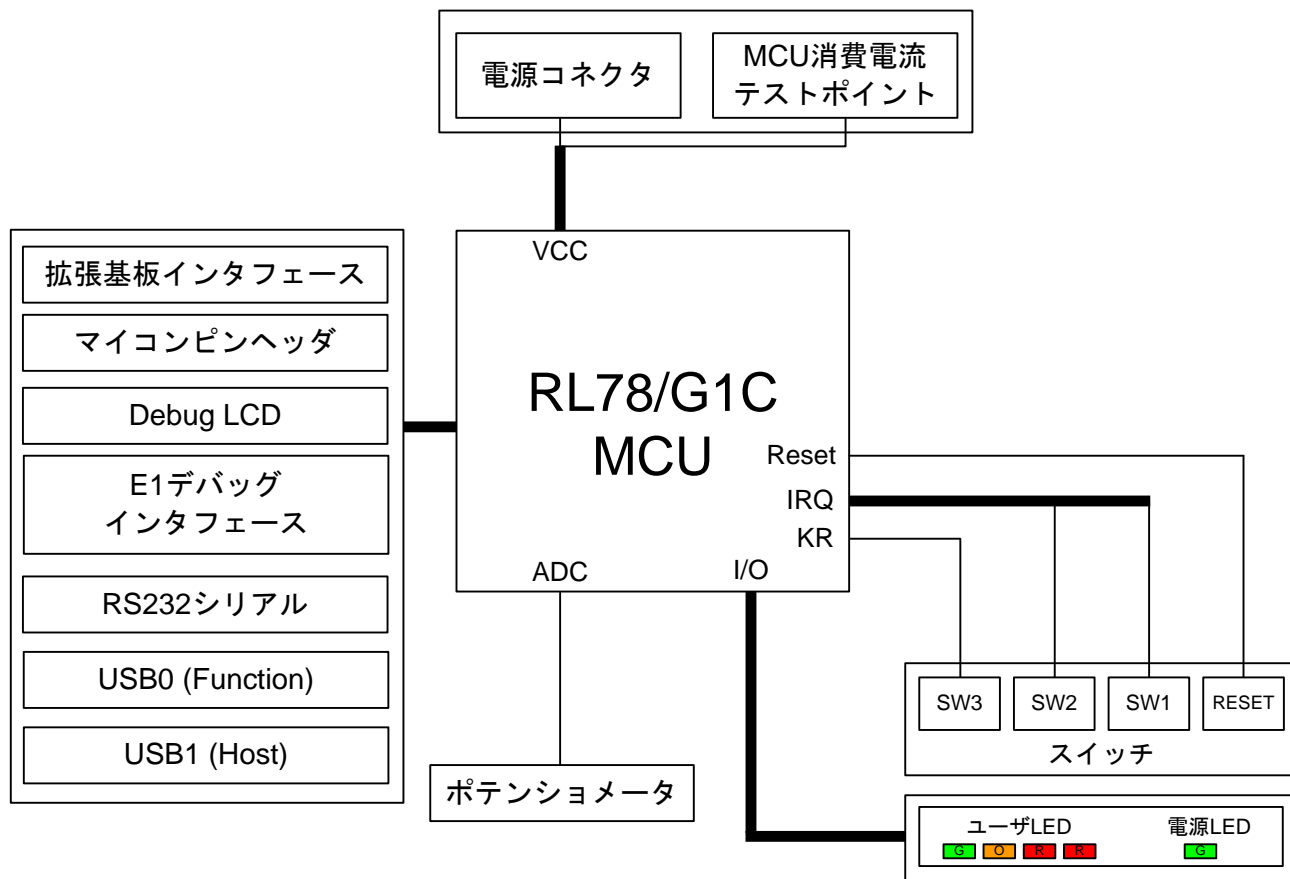 電源コネクタ
MCU消費電流
テストポイント
拡張基板インタフェース
マイコンピンヘッダ
Debug LCD
E1デバッグ
インタフェース
RS232シリアル
USB0 (Function)
USB1 (Host)
VCC
RL78/G1C
MCU
Reset
IRQ
KR
ADC
I/O
ポテンショメータ
SW3
SW2
SW1
RESET
スイッチ
ユーザLED
電源LED
G
O
R
R
G